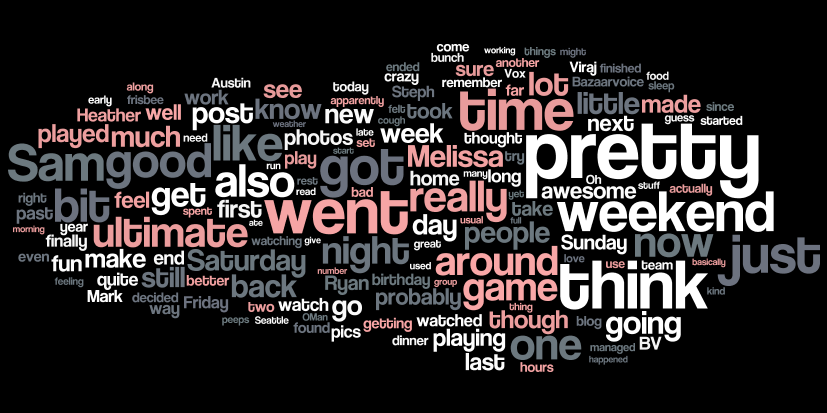 come working things might
bunch
ended
crazy sure another Viraj finished
along Austin see today remember Vox Bazaarvoice food
early frisbee work Steph far lot sleep
Heather well post know new apparently took time little made since
felt
cough
weather
played much need like photos late set week thought next guess started
Sam good run play start got Melissa try pretty
home many long Oh stuff actually
right bit feel get also rest read bad really yet awesome
past spent first went day usual take full weekend
year ate
morning finally ultimate watching give night great people Sunday now just
even fun make end Saturday used around love use team basically
feeling quite still better back number Ryan birthday group game think kind
Mark decided way Friday two watch go probably thing
peeps Seattle OMan found pics getting watched though blog going
dinner playing one managed BV
last hours happened